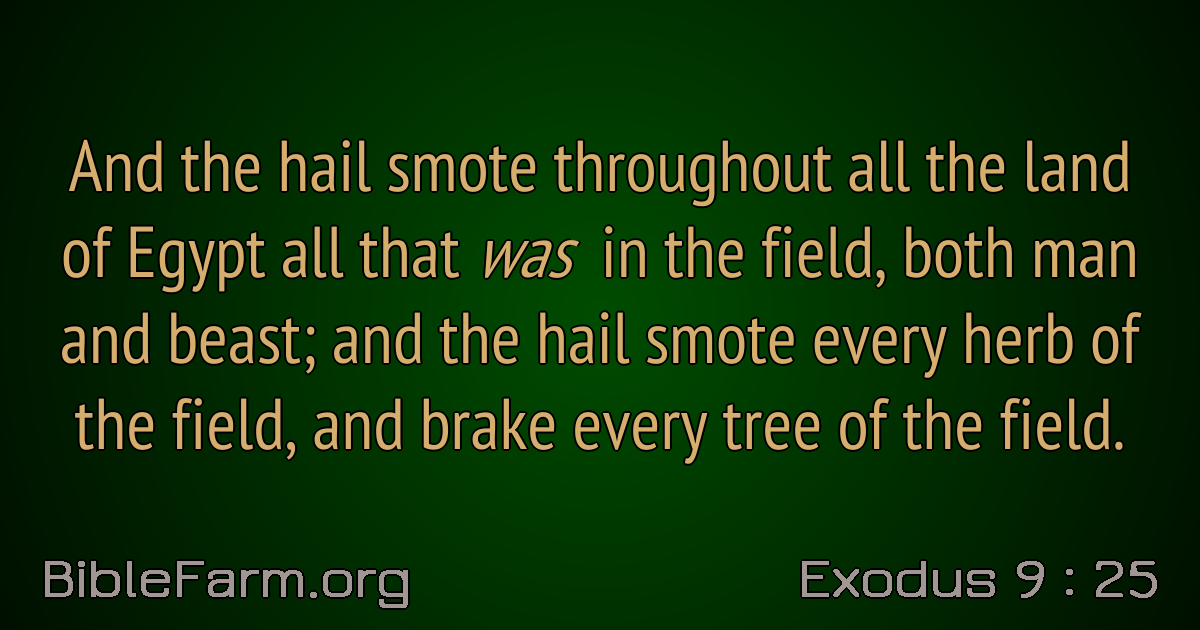 And the hail smote throughout all the land
of Egypt all that was in the field, both man
and beast; and the hail smote every herb of
the field, and brake every tree of the field.
BibleFarm.org
Exodus 9 : 25